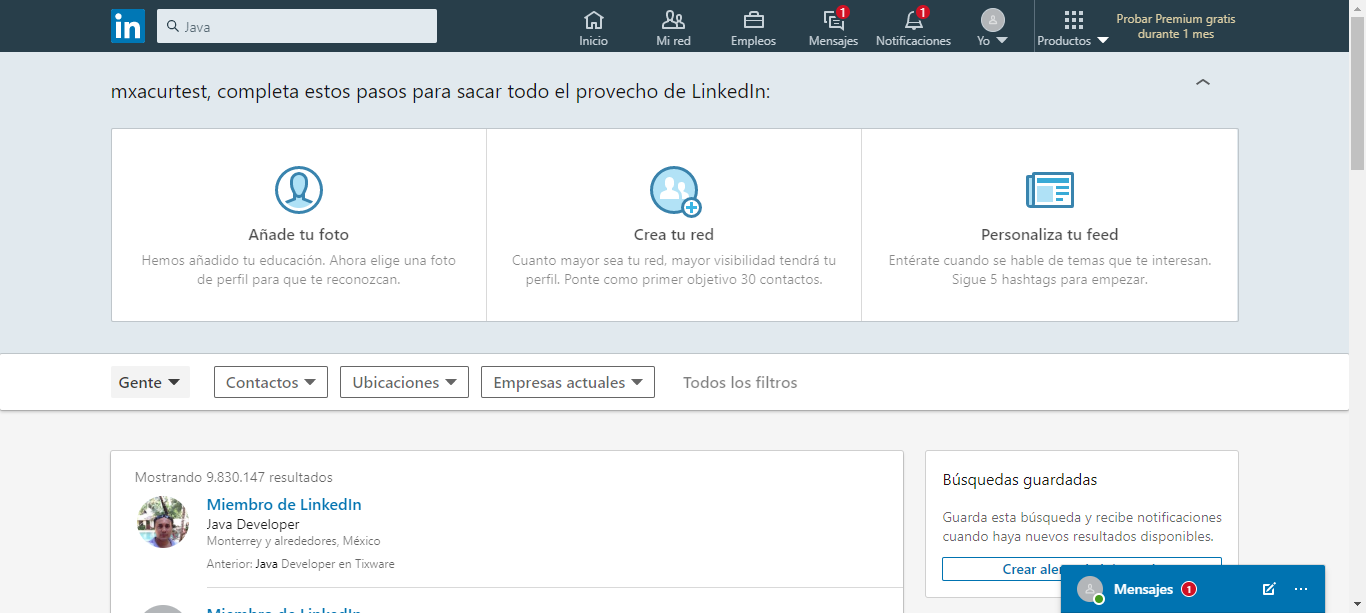 in
Java
Inicio
Mi red
Empleos
1
Mensajes
1
Notificaciones
Yo
Productos
Probar Premium gratis
durante 1 mes
mxacurtest, completa estos pasos para sacar todo el provecho de LinkedIn:
Añade tu foto
Hemos añadido tu educación. Ahora elige una foto
de perfil para que te reconozcan.
Crea tu red
Cuanto mayor sea tu red, mayor visibilidad tendrá tu
perfil. Ponte como primer objetivo 30 contactos.
Personaliza tu feed
Entérate cuando se hable de temas que te interesan.
Sigue 5 hashtags para empezar.
Gente
Contactos
Ubicaciones
Empresas actuales
Todos los filtros
Mostrando 9.830.147 resultados
Miembro de LinkedIn
Java Developer
Monterrey y alrededores, México
Anterior: Java Developer en Tixware
Búsquedas guardadas
Guarda esta búsqueda y recibe notificaciones
cuando haya nuevos resultados disponibles.
Crear
Mensajes 1
Miembro de LinkedIn